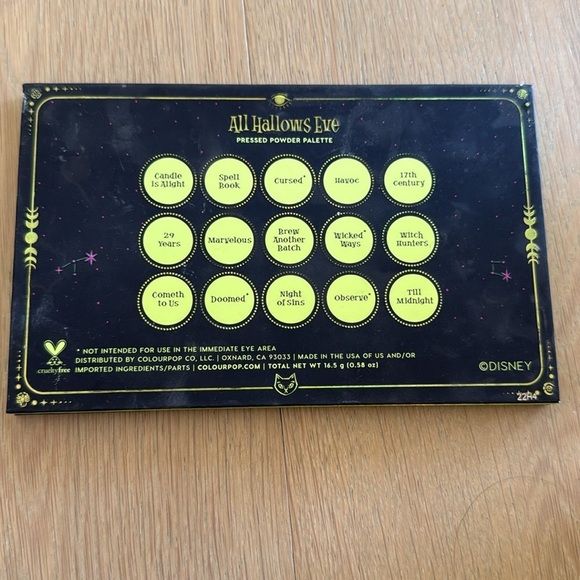 All Hallows Eve
PRESSED POWDER PALETTE
Candle
is Alight
Spell
Book
Cursed*
Havoc
17th
Century
29
Years
Marvelous
Brew
Another
Batch
Wicked*
Ways
Witch
Hunters
Cometh
to Us
Doomed*
Night
of Sins
Observe*
Till
Midnight
* NOT INTENDED FOR USE IN THE IMMEDIATE EYE AREA
DISTRIBUTED BY COLOURPOP CO, LLC. | OXNARD, CA 93033 | MADE IN THE USA OF US AND/OR
IMPORTED INGREDIENTS/PARTS | COLOURPOP.COM | TOTAL NET WT 16.5 g (0.58 oz)
crueltyfree
©DISNEY
22H4